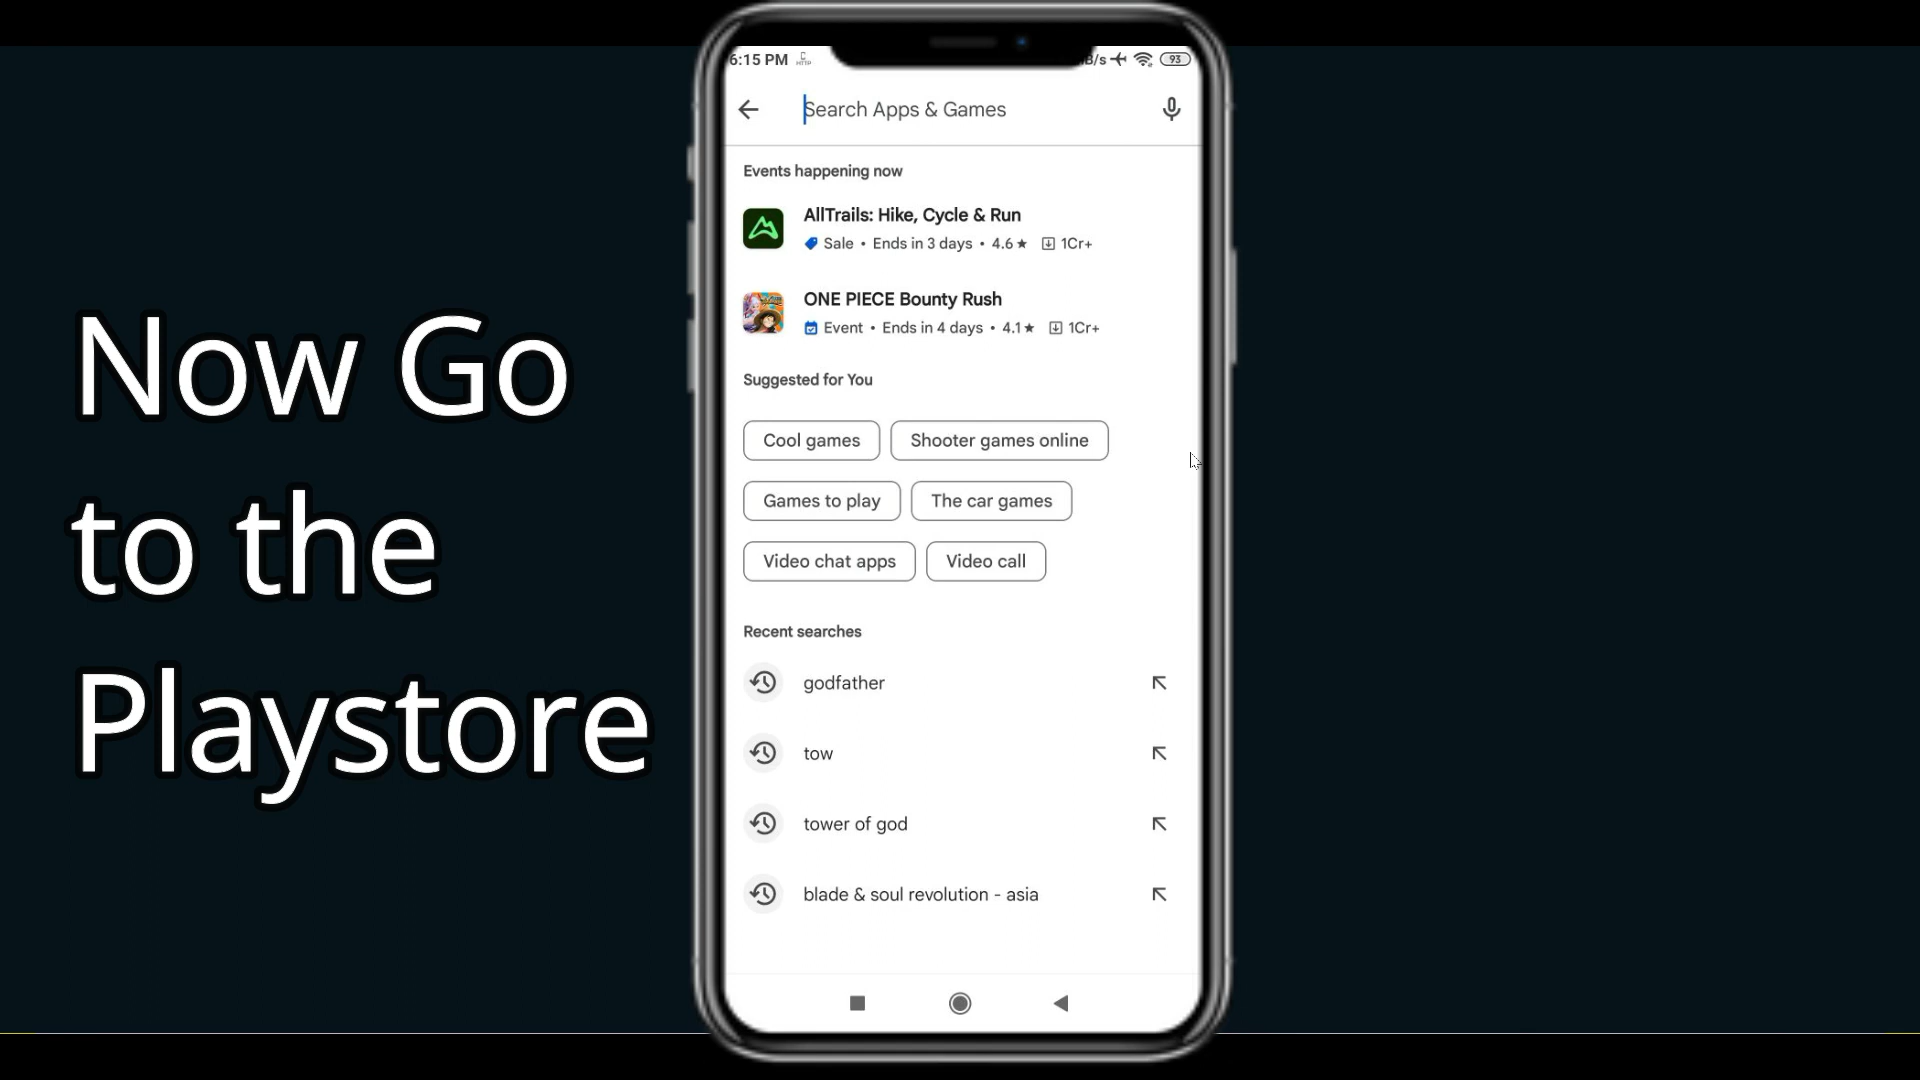 Now Go
to the
Playstore
6:15 PM
HTTP
B/s 93
Search Apps & Games
Events happening now
AllTrails: Hike, Cycle & Run
Sale • Ends in 3 days • 4.6★ 1Cr+
ONE PIECE Bounty Rush
Event • Ends in 4 days • 4.1★ 1Cr+
Suggested for You
Cool games Shooter games online
Games to play The car games
Video chat apps Video call
Recent searches
godfather
tow
tower of god
blade & soul revolution - asia